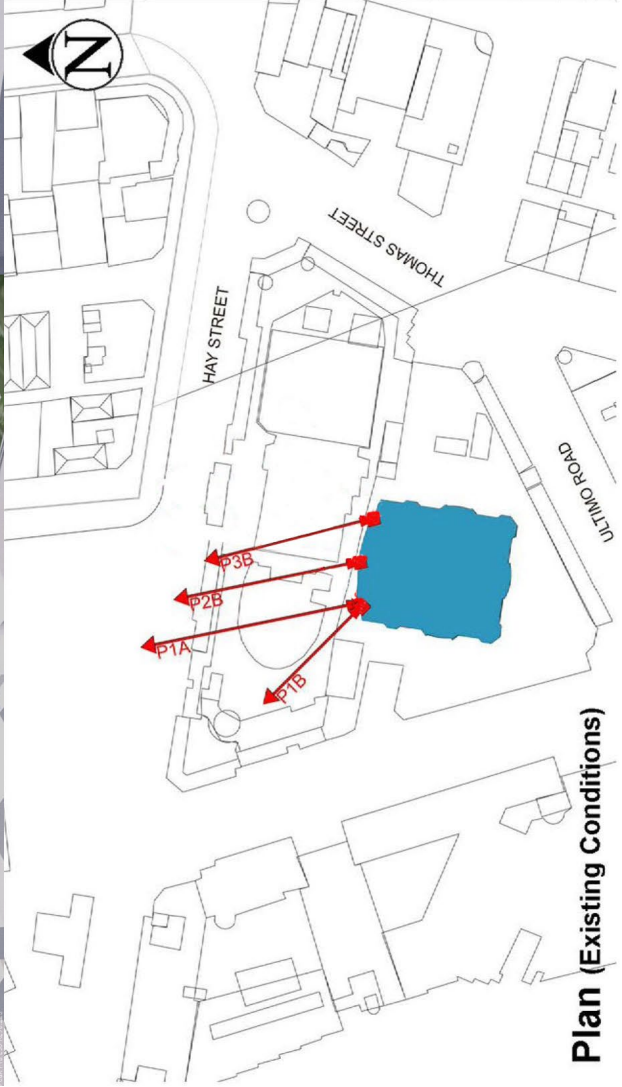 N
HAY STREET
THOMAS STREET
P3B
P2B
P1A
P1B
ULTIMO ROAD
Plan (Existing Conditions)